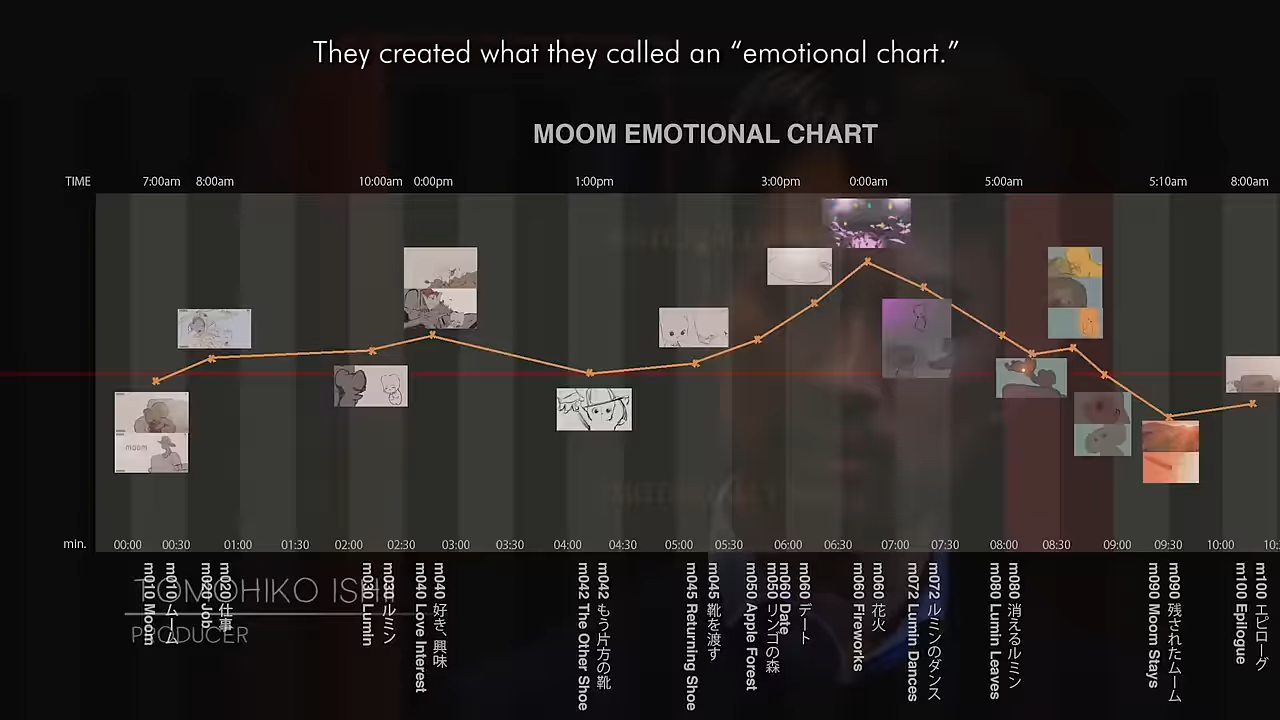 They created what they called an “emotional chart.”
MOOM EMOTIONAL CHART
TIME 7:00am 8:00am 10:00am 0:00pm 1:00pm 3:00pm 0:00am 5:00am 5:10am 8:00am
moom
min. 00:00 00:30 01:00 01:30 02:00 02:30 03:00 03:30 04:00 04:30 05:00 05:30 06:00 06:30 07:00 07:30 08:00 08:30 09:00 09:30 10:00
m010 Moom
m010 ムーム
m020 Job
m020 仕事
m030 Lumin
m030 ルミン
m040 Love Interest
m040 好き、興味
m042 The Other Shoe
m042 もう片方の靴
m045 Returning Shoe
m045 靴を渡す
m050 Apple Forest
m050 リンゴの森
m060 Date
m060 デート
m060 Fireworks
m060 花火
m072 Lumin Dances
m072 ルミンのダンス
m080 Lumin Leaves
m080 消えるルミン
m090 Moom Stays
m090 残されたムーム
m100 Epilogue
m100 エピローグ
TOMOHIKO ISHII
PRODUCER